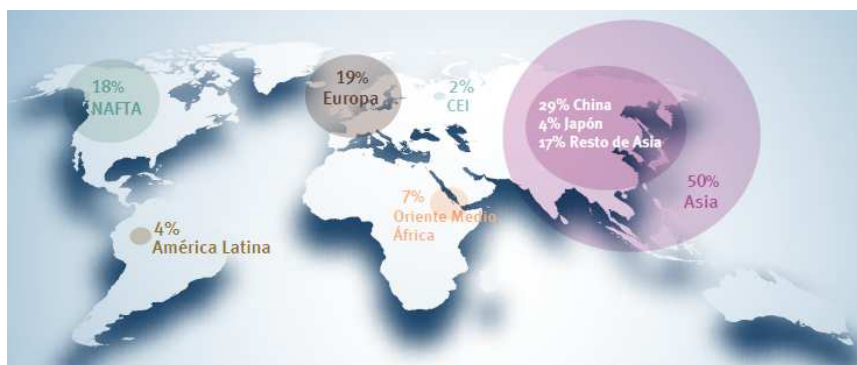 18%
NAFTA
19%
Europa
2%
CEI
29% China
4% Japón
17% Resto de Asia
50%
Asia
7%
Oriente Medio
África
4%
América Latina